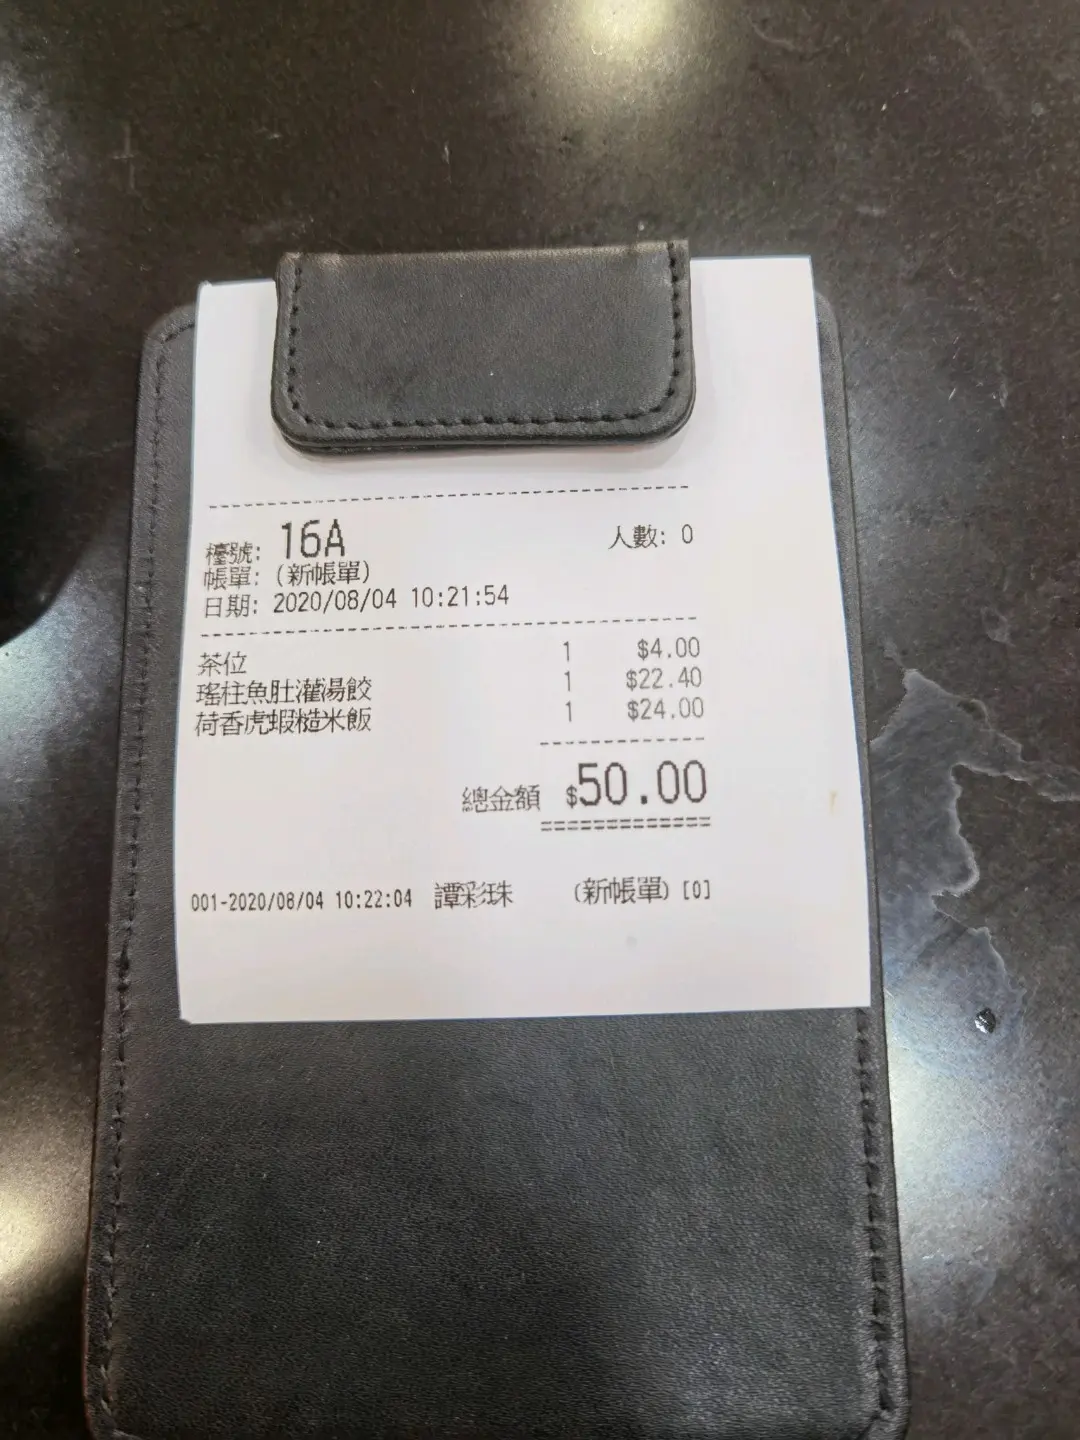 檯號: 16A 人數: 0
帳單: (新帳單)
日期: 2020/08/04 10:21:54
茶位 1 $4.00
瑤柱魚肚灌湯餃 1 $22.40
荷香虎蝦糙米飯 1 $24.00
總金額 $50.00
001-2020/08/04 10:22:04 譚彩珠 (新帳單) [0]